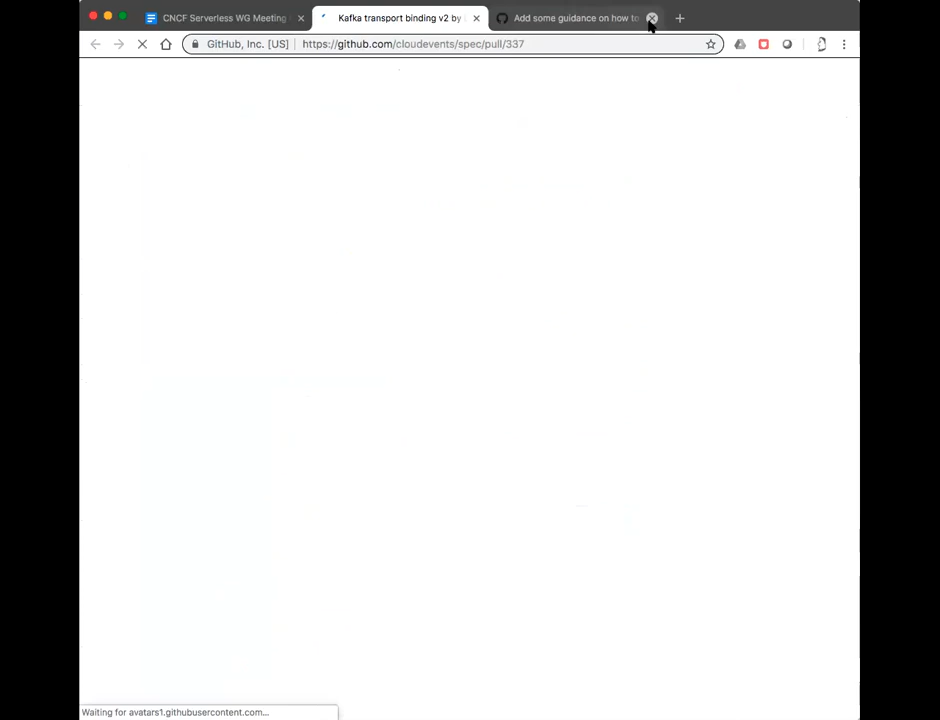 CNCF Serverless WG Meeting
Kafka transport binding v2 by
Add some guidance on how to
GitHub, Inc. [US]
https://github.com/cloudevents/spec/pull/337
Waiting for avatars1.githubusercontent.com...